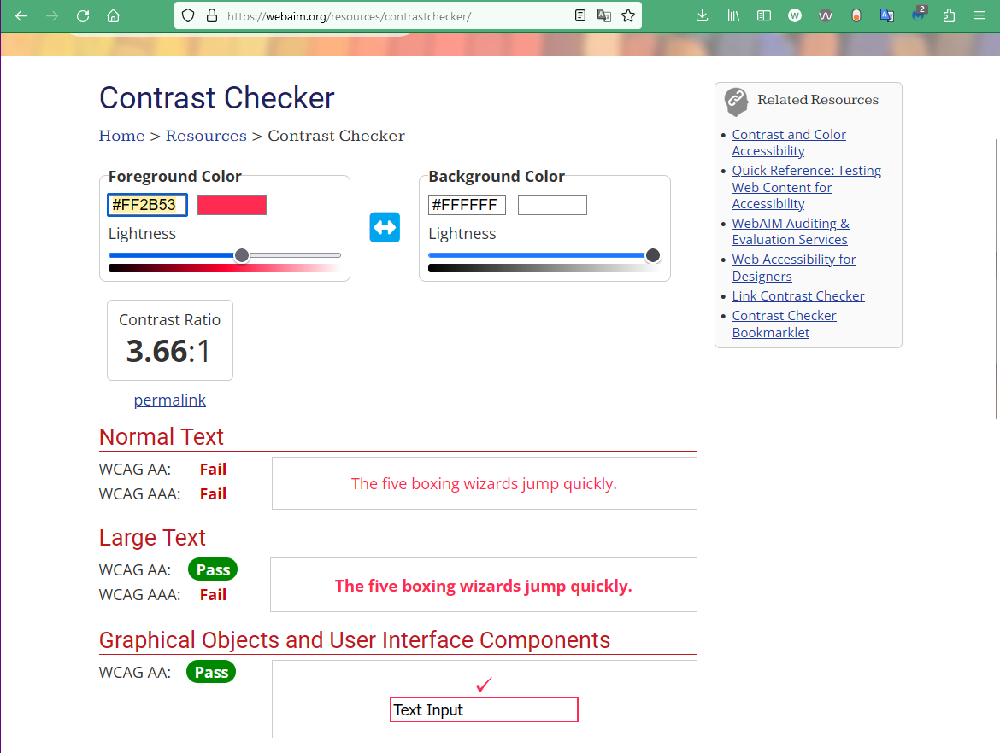 https://webaim.org/resources/contrastchecker/
2
Contrast Checker
Home > Resources > Contrast Checker
Foreground Color
#FF2B53
Lightness
Background Color
#FFFFFF
Lightness
Contrast Ratio
3.66:1
permalink
Normal Text
WCAG AA: Fail
WCAG AAA: Fail
The five boxing wizards jump quickly.
Large Text
WCAG AA: Pass
WCAG AAA: Fail
The five boxing wizards jump quickly.
Graphical Objects and User Interface Components
WCAG AA: Pass
✓
Text Input
Related Resources
Contrast and Color
Accessibility
Quick Reference: Testing
Web Content for
Accessibility
WebAIM Auditing &
Evaluation Services
Web Accessibility for
Designers
Link Contrast Checker
Contrast Checker
Bookmarklet